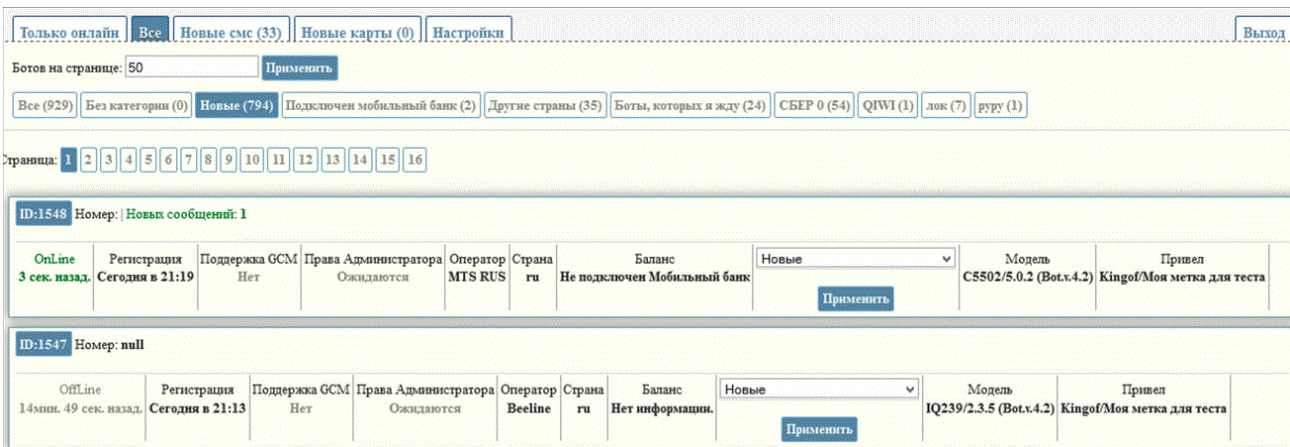 Только онлайн Все Новые смс (33) Новые карты (0) Настройки Выход
Ботов на странице: 50 Применить
Все (929) Без категории (0) Новые (794) Подключен мобильный банк (2) Другие страны (35) Боты, которых я жду (24) СБЕР 0 (54) QIWI (1) лок (7) руру (1)
Страница: 1 2 3 4 5 6 7 8 9 10 11 12 13 14 15 16
ID:1548 Номер: | Новых сообщений: 1
OnLine Регистрация Поддержка GCM Права Администратора Оператор Страна Баланс Новые Модель Привел
3 сек. назад. Сегодня в 21:19 Нет Ожидаются MTS RUS ru Не подключен Мобильный банк C5502/5.0.2 (Bot.v.4.2) Kingof/Моя метка для теста
Применить
ID:1547 Номер: null
OffLine Регистрация Поддержка GCM Права Администратора Оператор Страна Баланс Новые Модель Привел
14мин. 49 сек. назад. Сегодня в 21:13 Нет Ожидаются Beeline ru Нет информации. IQ239/2.3.5 (Bot.v.4.2) Kingof/Моя метка для теста
Применить